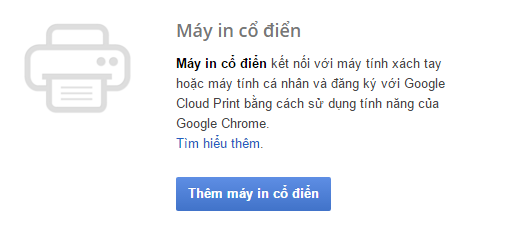 Máy in cổ điển
Máy in cổ điển kết nối với máy tính xách tay
hoặc máy tính cá nhân và đăng ký với Google
Cloud Print bằng cách sử dụng tính năng của
Google Chrome.
Tìm hiểu thêm.
Thêm máy in cổ điển